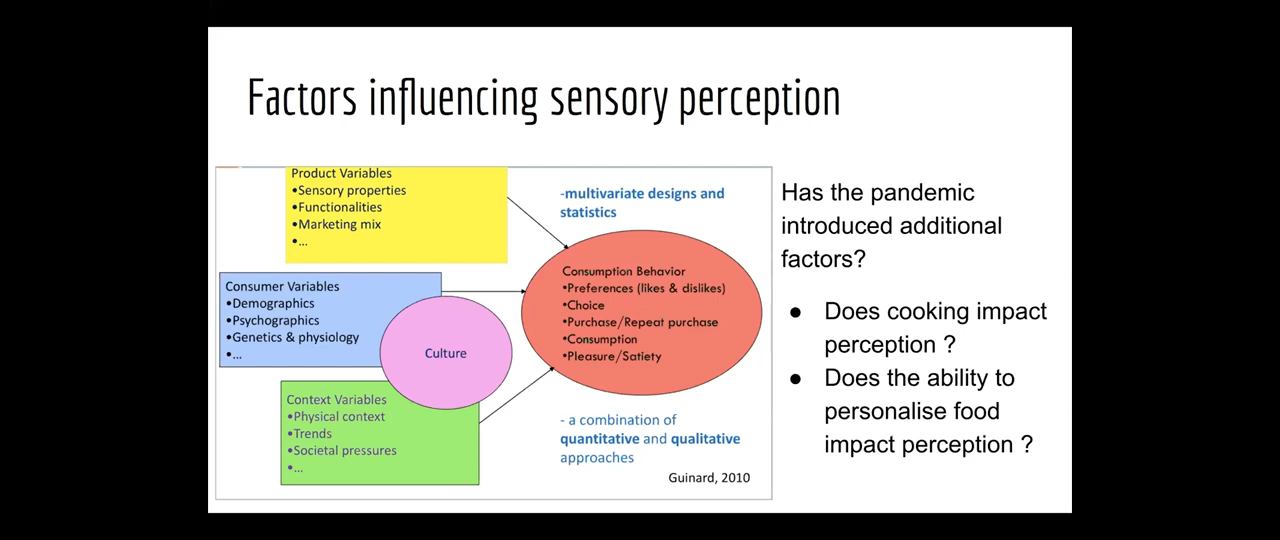 Factors influencing sensory perception
Product Variables
•Sensory properties
•Functionalities
•Marketing mix
•...
-multivariate designs and
statistics
Consumer Variables
•Demographics
•Psychographics
•Genetics & physiology
•...
Culture
Context Variables
•Physical context
•Trends
•Societal pressures
•...
Consumption Behavior
•Preferences (likes & dislikes)
•Choice
•Purchase/Repeat purchase
•Consumption
•Pleasure/Satiety
- a combination of
quantitative and qualitative
approaches
Guinard, 2010
Has the pandemic
introduced additional
factors?
● Does cooking impact
perception ?
● Does the ability to
personalise food
impact perception ?